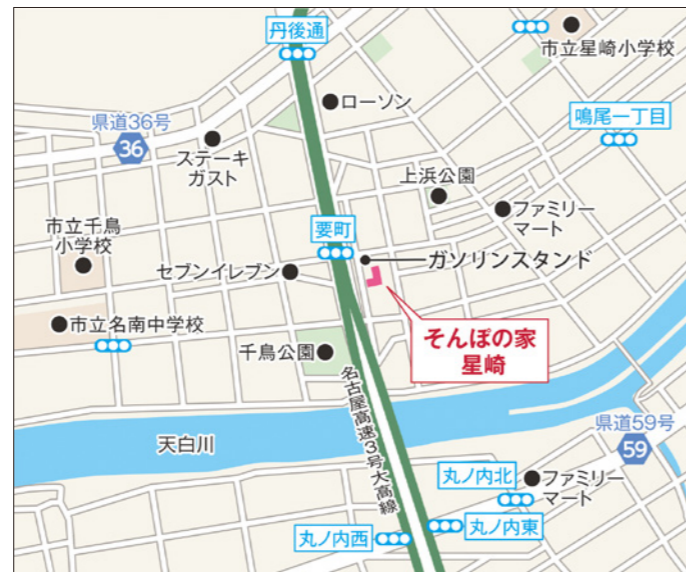 丹後通
市立星崎小学校
ローソン
県道36号
36
ステーキ
ガスト
鳴尾一丁目
上浜公園
ファミリー
マート
市立千鳥
小学校
要町
ガソリンスタンド
セブンイレブン
市立名南中学校
そんぽの家
星崎
千鳥公園
名古屋高速3号大高線
天白川
県道59号
59
丸ノ内北
ファミリー
マート
丸ノ内西
丸ノ内東